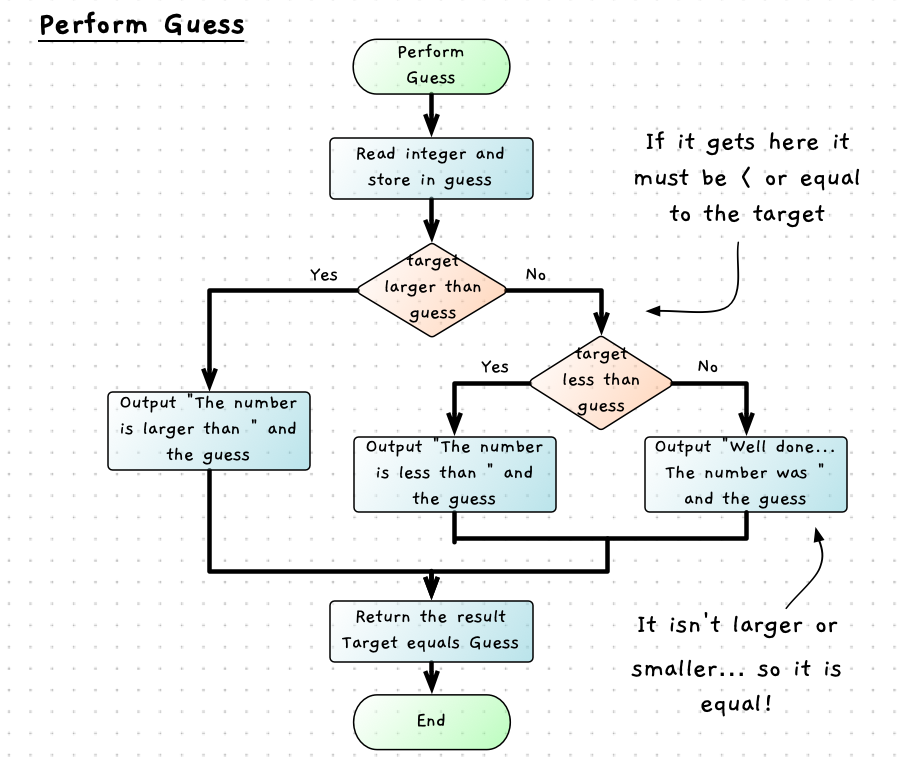 Perform Guess
Perform
Guess
Read integer and
store in guess
If it gets here it
must be < or equal
to the target
target
larger than
guess
Yes
No
target
less than
guess
Yes
No
Output "The number
is larger than " and
the guess
Output "The number
is less than " and
the guess
Output "Well done...
The number was "
and the guess
Return the result
Target equals Guess
It isn't larger or
smaller... so it is
equal!
End